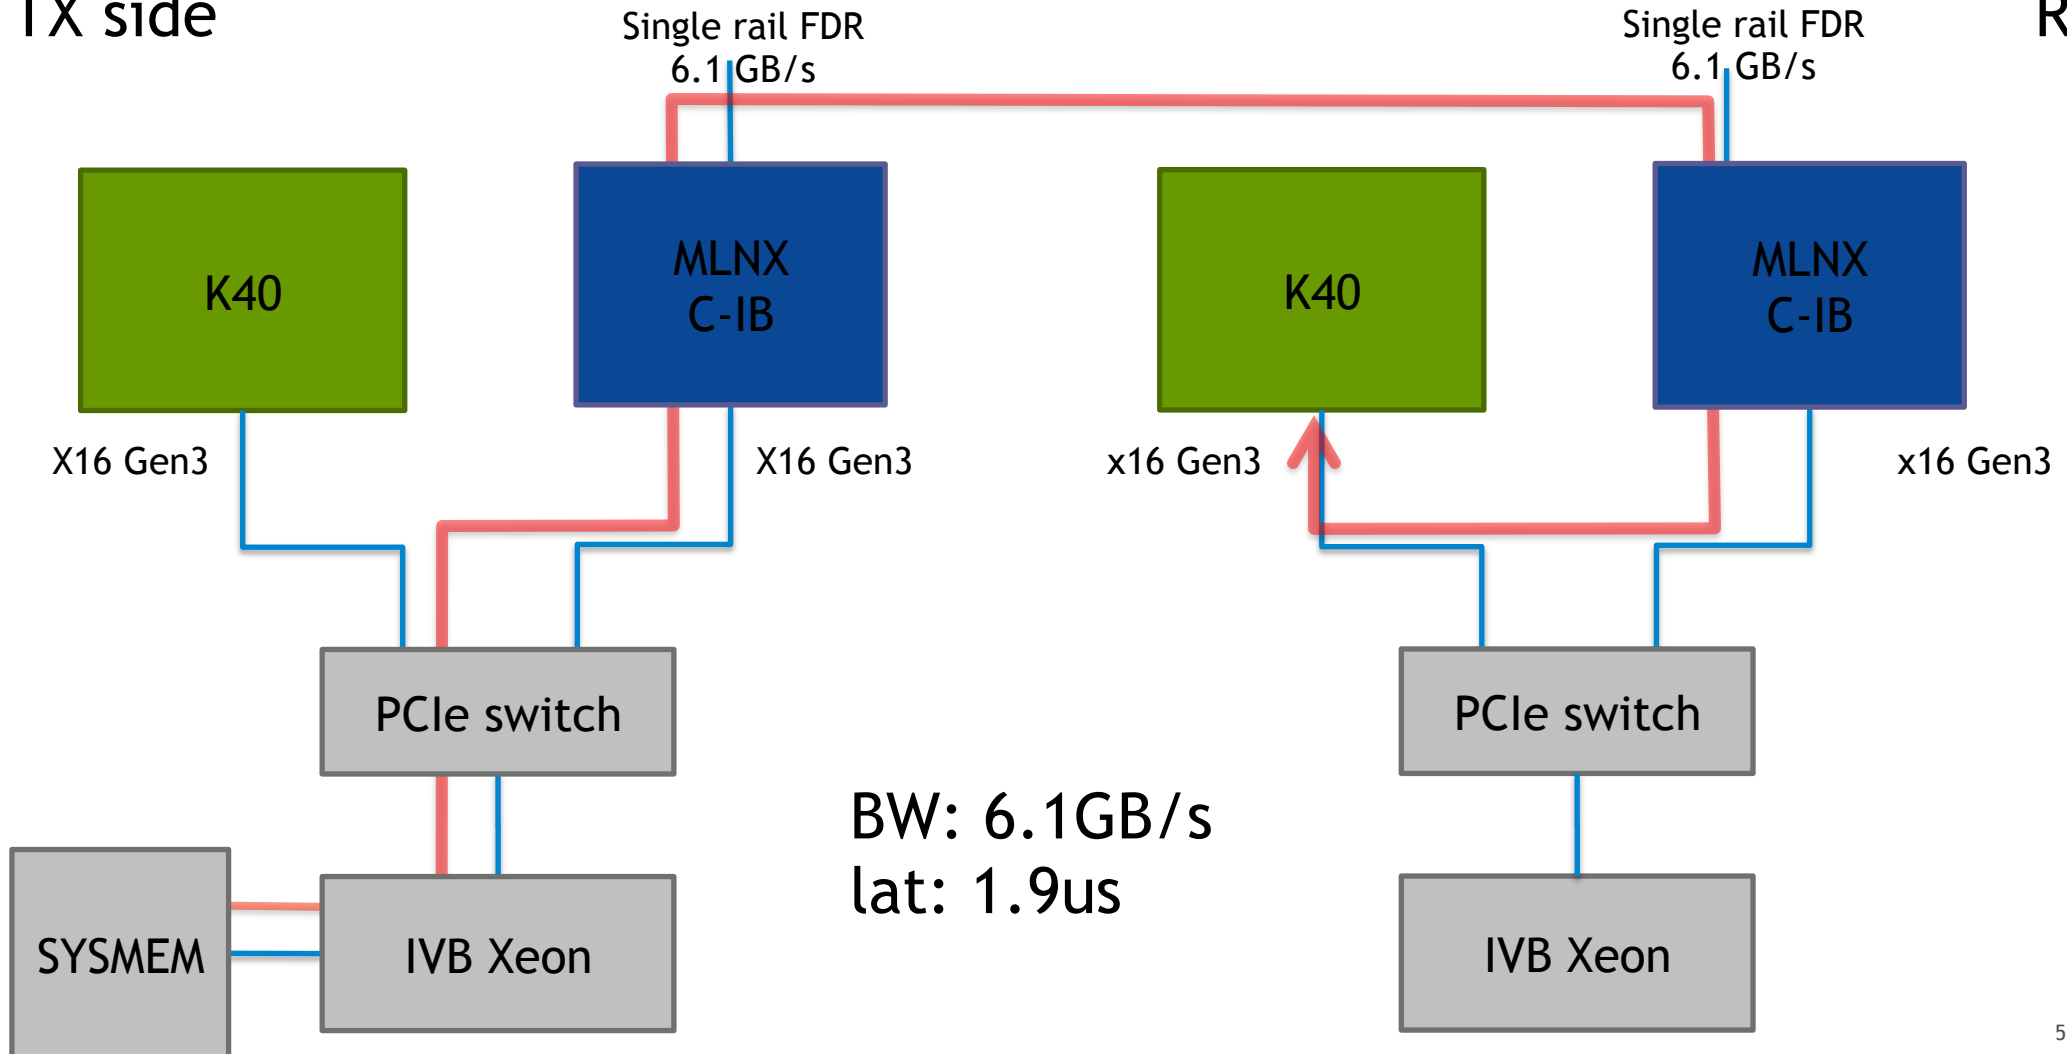 TX side
R
Single rail FDR
6.1 GB/s
Single rail FDR
6.1 GB/s
K40
MLNX
C-IB
K40
MLNX
C-IB
X16 Gen3
X16 Gen3
x16 Gen3
x16 Gen3
PCIe switch
PCIe switch
BW: 6.1GB/s
lat: 1.9us
SYSMEM
IVB Xeon
IVB Xeon
5